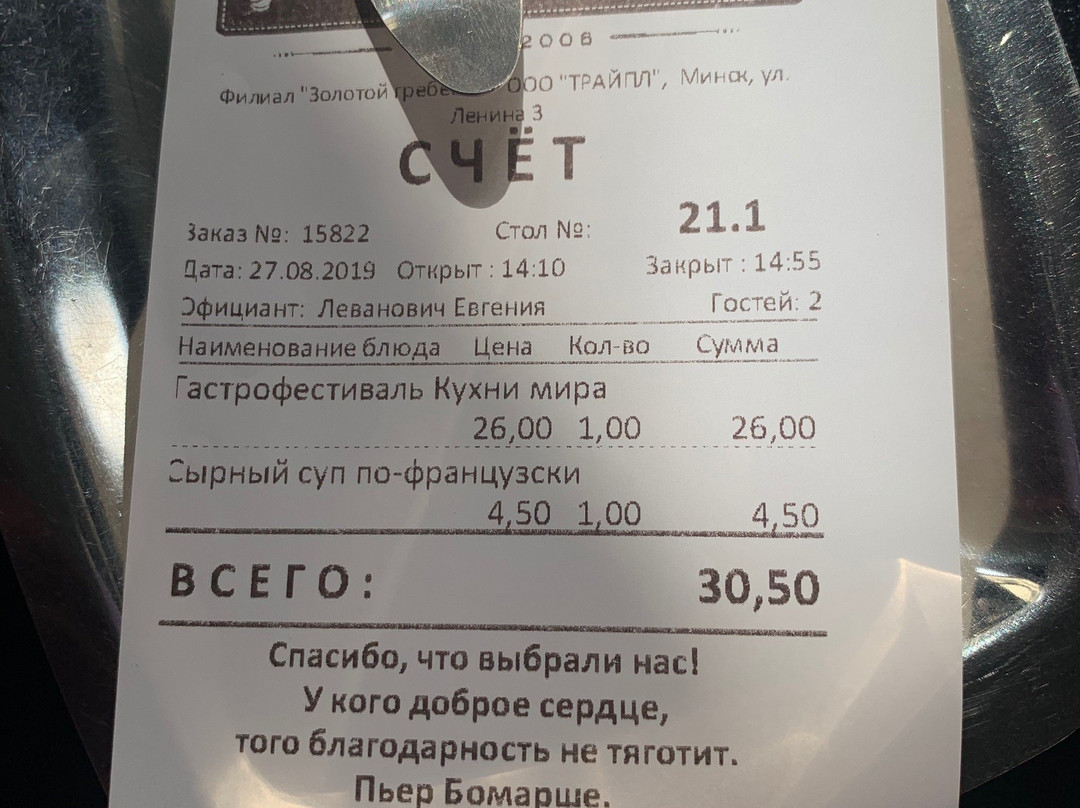 2006
Филиал "Золотой ООО "ТРАЙПЛ", Минск, ул.
Ленина 3
СЧЁТ
Заказ №: 15822 Стол №: 21.1
Дата: 27.08.2019 Открыт : 14:10 Закрыт : 14:55
Официант: Леванович Евгения Гостей: 2
Наименование блюда Цена Кол-во Сумма
Гастрофестиваль Кухни мира
26,00 1,00 26,00
Сырный суп по-французски
4,50 1,00 4,50
ВСЕГО: 30,50
Спасибо, что выбрали нас!
У кого доброе сердце,
того благодарность не тяготит.
Пьер Бомарше.